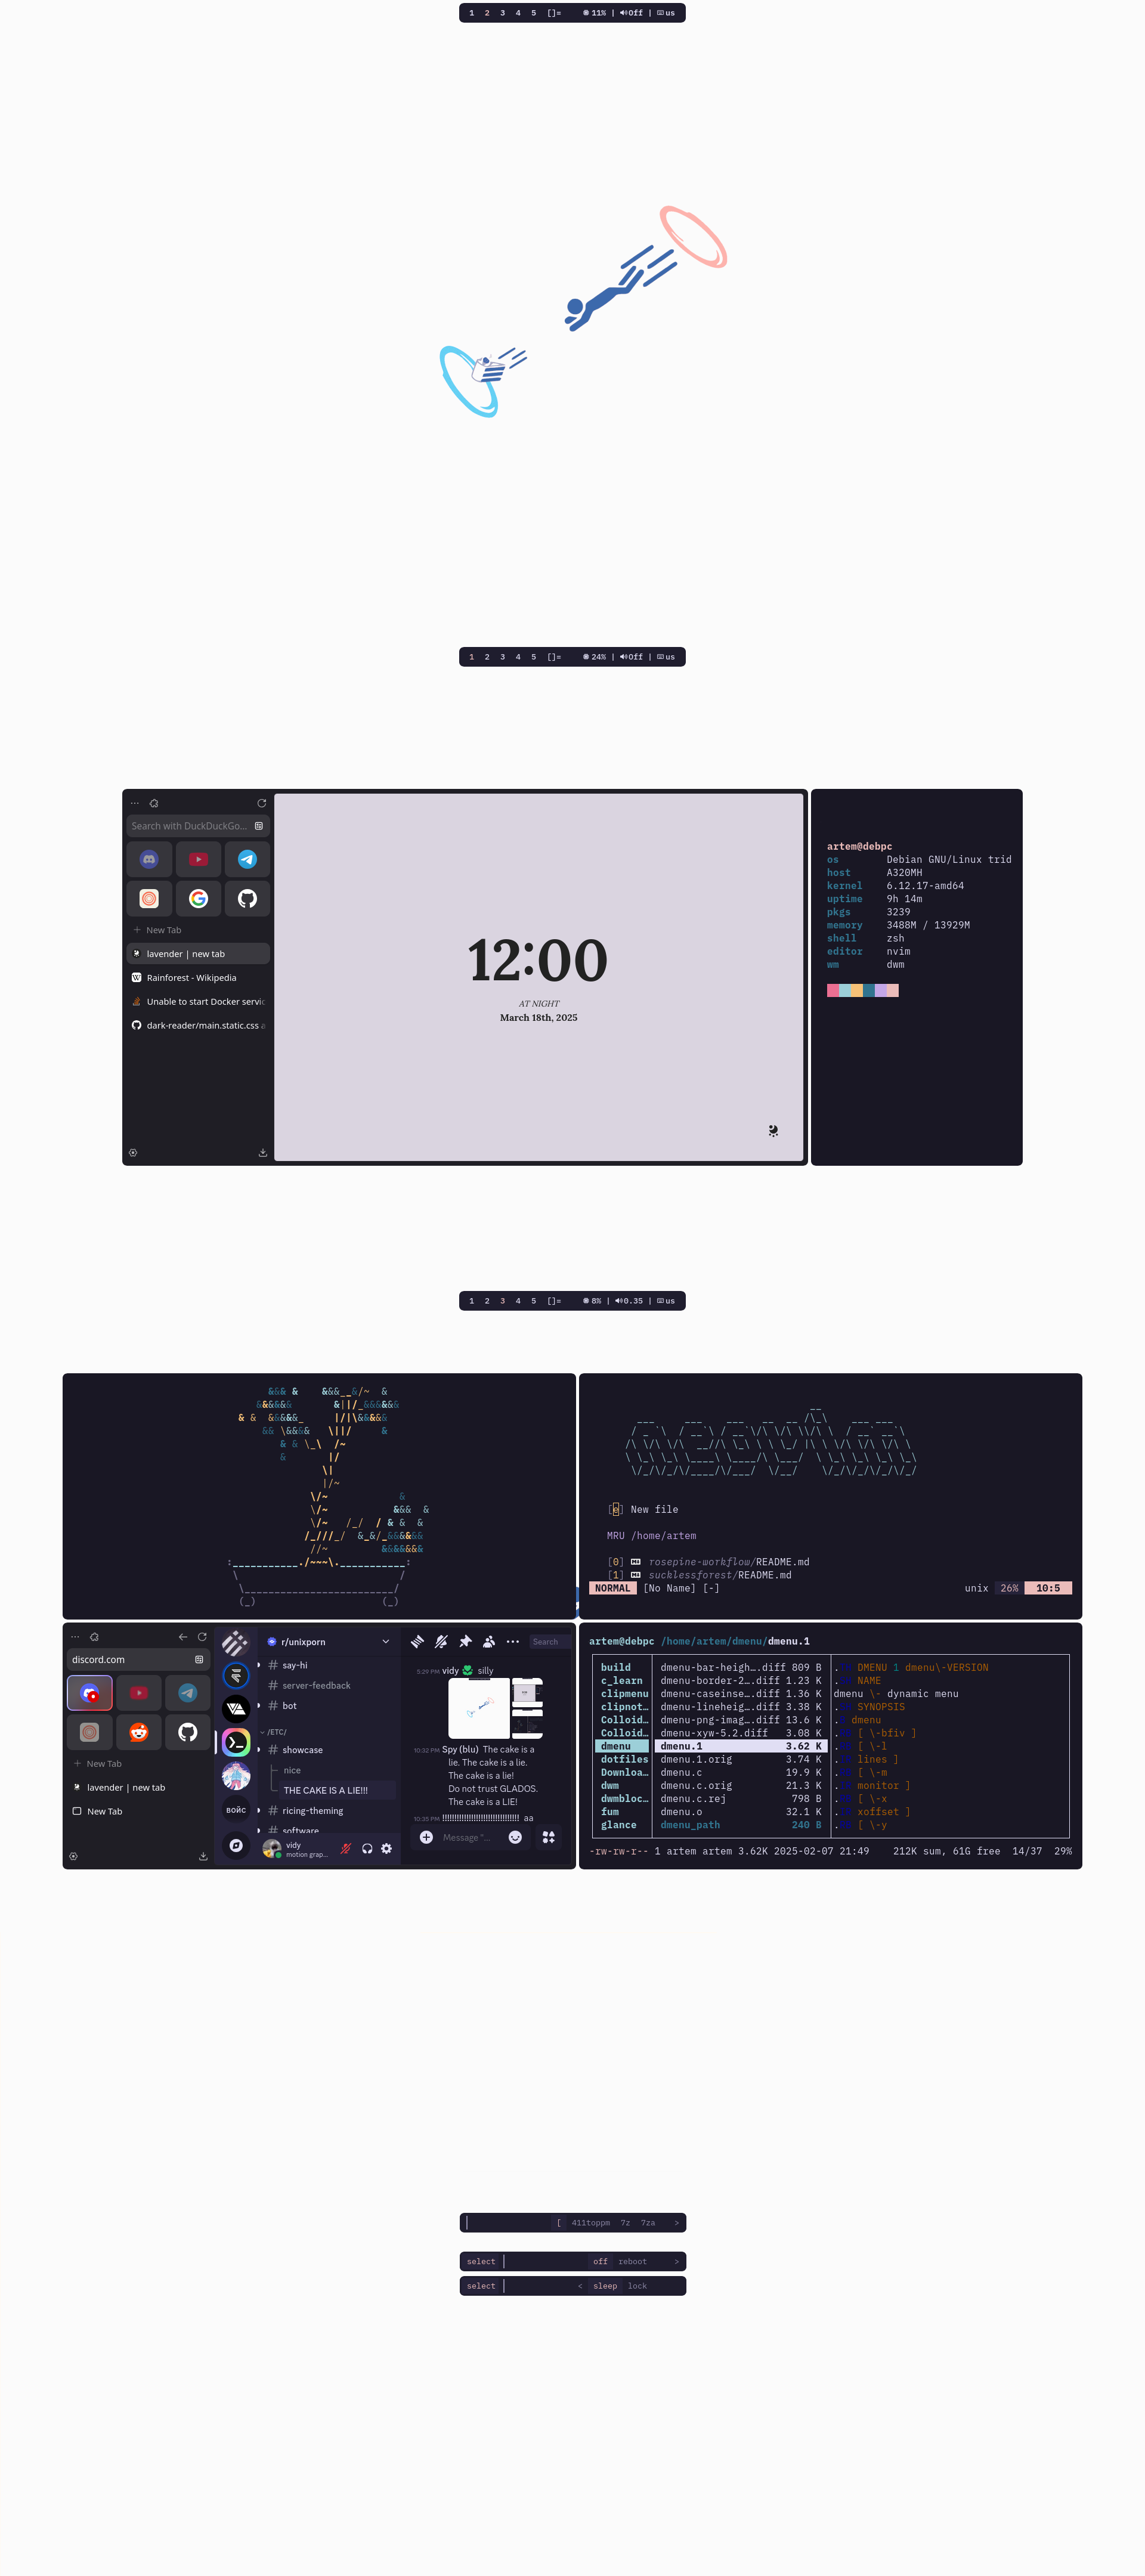 1 2 3 4 5 []= 11% | Off | us
1 2 3 4 5 []= 24% | Off | us
Search with DuckDuckGo...
New Tab
lavender | new tab
Rainforest - Wikipedia
Unable to start Docker servic
dark-reader/main.static.css a
12:00
AT NIGHT
March 18th, 2025
artem@debpc
os Debian GNU/Linux trid
host A320MH
kernel 6.12.17-amd64
uptime 9h 14m
pkgs 3239
memory 3488M / 13929M
shell zsh
editor nvim
wm dwm
1 2 3 4 5 []= 8% | 0.35 | us
[e] New file
MRU /home/artem
[0] rosepine-workflow/README.md
[1] sucklessforest/README.md
NORMAL [No Name] [-] unix 26% 10:5
discord.com
New Tab
lavender | new tab
New Tab
войс
r/unixporn
say-hi
server-feedback
bot
/ETC/
showcase
nice
THE CAKE IS A LIE!!!
ricing-theming
software
vidy
motion grap...
Search
5:29 PM vidy silly
10:32 PM Spy (blu) The cake is a
lie. The cake is a lie.
The cake is a lie!
Do not trust GLADOS.
The cake is a LIE!
10:35 PM !!!!!!!!!!!!!!!!!!!!!!!!!!!!!!!! aa
Message "...
artem@debpc /home/artem/dmenu/dmenu.1
build dmenu-bar-heigh….diff 809 B . DMENU 1 dmenu\-VERSION
c_learn dmenu-border-2….diff 1.23 K . NAME
clipmenu dmenu-caseinse….diff 1.36 K dmenu \- dynamic menu
clipnot… dmenu-lineheig….diff 3.38 K . SYNOPSIS
Colloid… dmenu-png-imag….diff 13.6 K . dmenu
Colloid… dmenu-xyw-5.2.diff 3.08 K . [ \-bfiv ]
dmenu dmenu.1 3.62 K . [ \-l
dotfiles dmenu.1.orig 3.74 K . lines ]
Downloa… dmenu.c 19.9 K . [ \-m
dwm dmenu.c.orig 21.3 K . monitor ]
dwmbloc… dmenu.c.rej 798 B . [ \-x
fum dmenu.o 32.1 K . xoffset ]
glance dmenu_path 240 B . [ \-y
-rw-rw-r-- 1 artem artem 3.62K 2025-02-07 21:49 212K sum, 61G free 14/37 29%
[ 411toppm 7z 7za >
select off reboot >
select < sleep lock